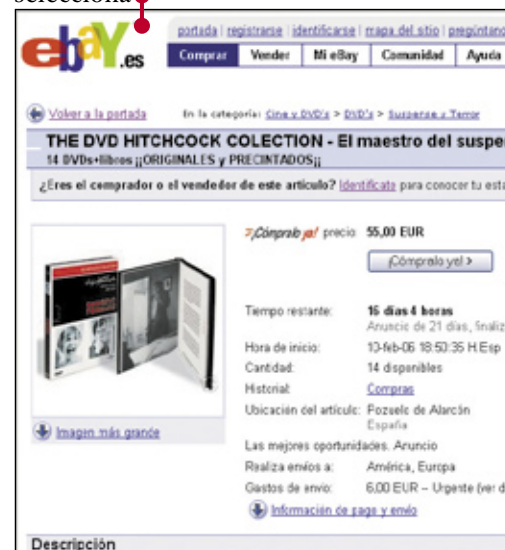 selecciona
ebay.es
portada | registrarse | identificarse | mapa del sitio | pregúntano
Comprar Vender Mi eBay Comunidad Ayuda
Volver a la portada En la categoría: Cine y DVD's > DVD's > Suspense y Terror
THE DVD HITCHCOCK COLECTION - El maestro del suspe
14 DVDs+libros ¡¡ORIGINALES y PRECINTADOS¡¡
¿Eres el comprador o el vendedor de este artículo? Identifícate para conocer tu esta
¡Cómpralo ya! precio 55,00 EUR
¡Cómpralo ya! >
Tiempo restante: 16 días 4 horas
Anuncio de 21 días, finaliz
Hora de inicio: 13-feb-06 18:50:35 H.Esp
Cantidad: 14 disponibles
Historial: Compras
Ubicación del artículo: Pozuelo de Alarcón
España
Imagen más grande
Las mejores oportunidades. Anuncio
Realiza envíos a: América, Europa
Gastos de envío: 6,00 EUR – Urgente (ver d
Información de pago y envío
Descripción